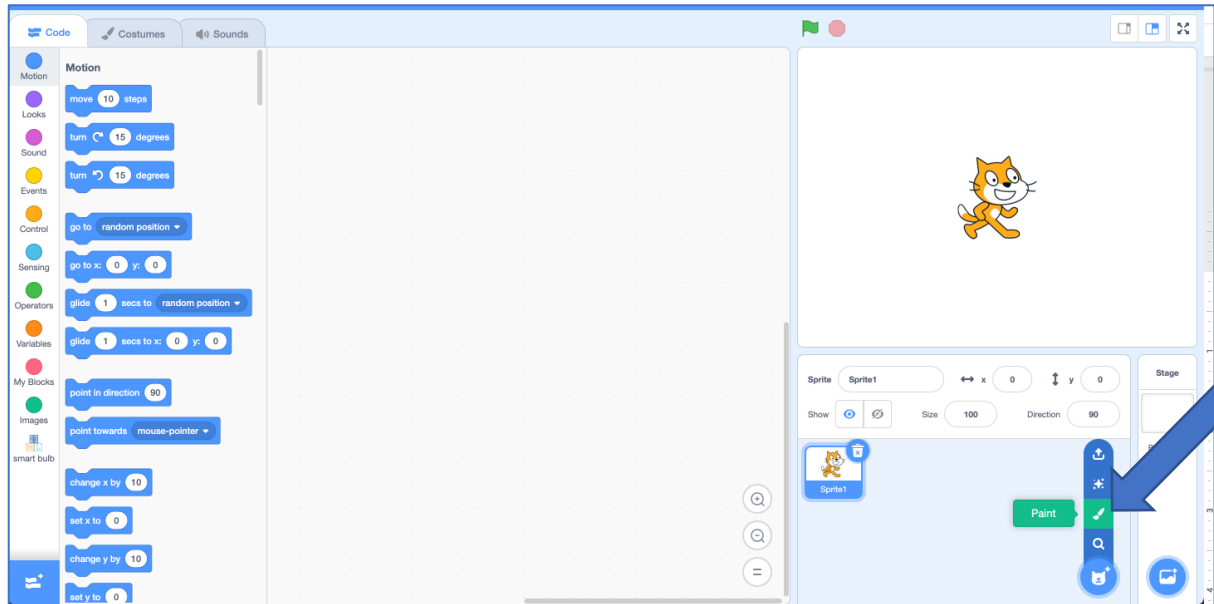 Code
Costumes
Sounds
Motion
Looks
Sound
Events
Control
Sensing
Operators
Variables
My Blocks
Images
smart bulb
Motion
move 10 steps
turn 15 degrees
turn 15 degrees
go to random position
go to x: 0 y: 0
glide 1 secs to random position
glide 1 secs to x: 0 y: 0
point in direction 90
point towards mouse-pointer
change x by 10
set x to 0
change y by 10
set y to 0
Sprite Sprite1 x 0 y 0
Show Size 100 Direction 90
Sprite1
Paint
Stage